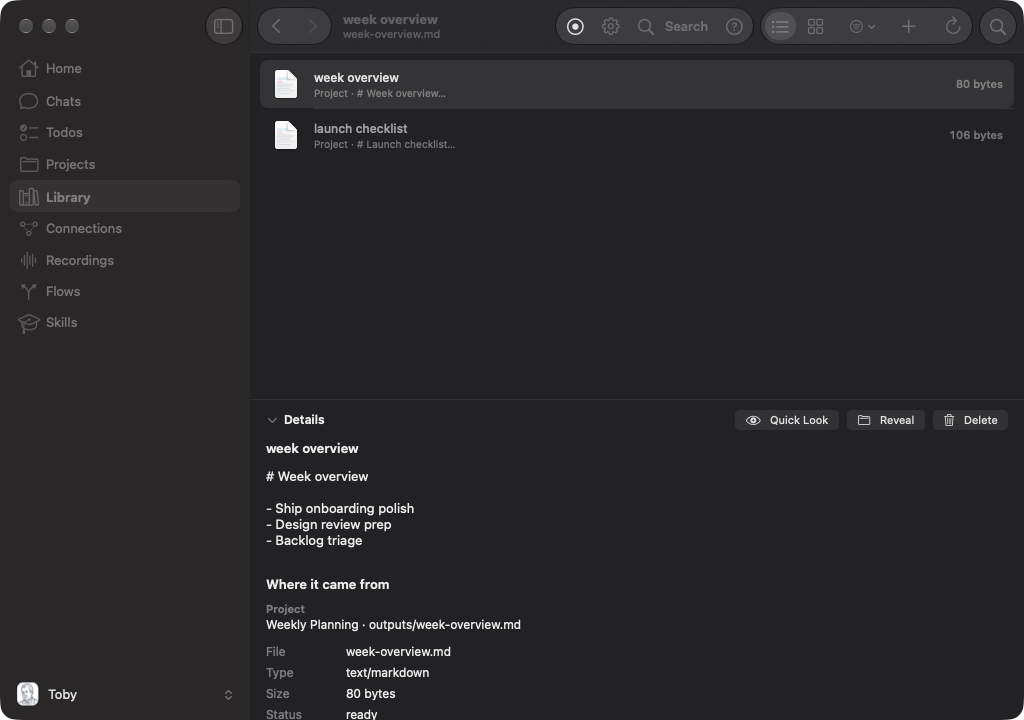 week overview
week-overview.md
Search
Home
Chats
Todos
Projects
Library
Connections
Recordings
Flows
Skills
Toby
week overview
Project · # Week overview...
80 bytes
launch checklist
Project · # Launch checklist...
106 bytes
Details
Quick Look
Reveal
Delete
week overview
# Week overview
- Ship onboarding polish
- Design review prep
- Backlog triage
Where it came from
Project
Weekly Planning · outputs/week-overview.md
File week-overview.md
Type text/markdown
Size 80 bytes
Status ready